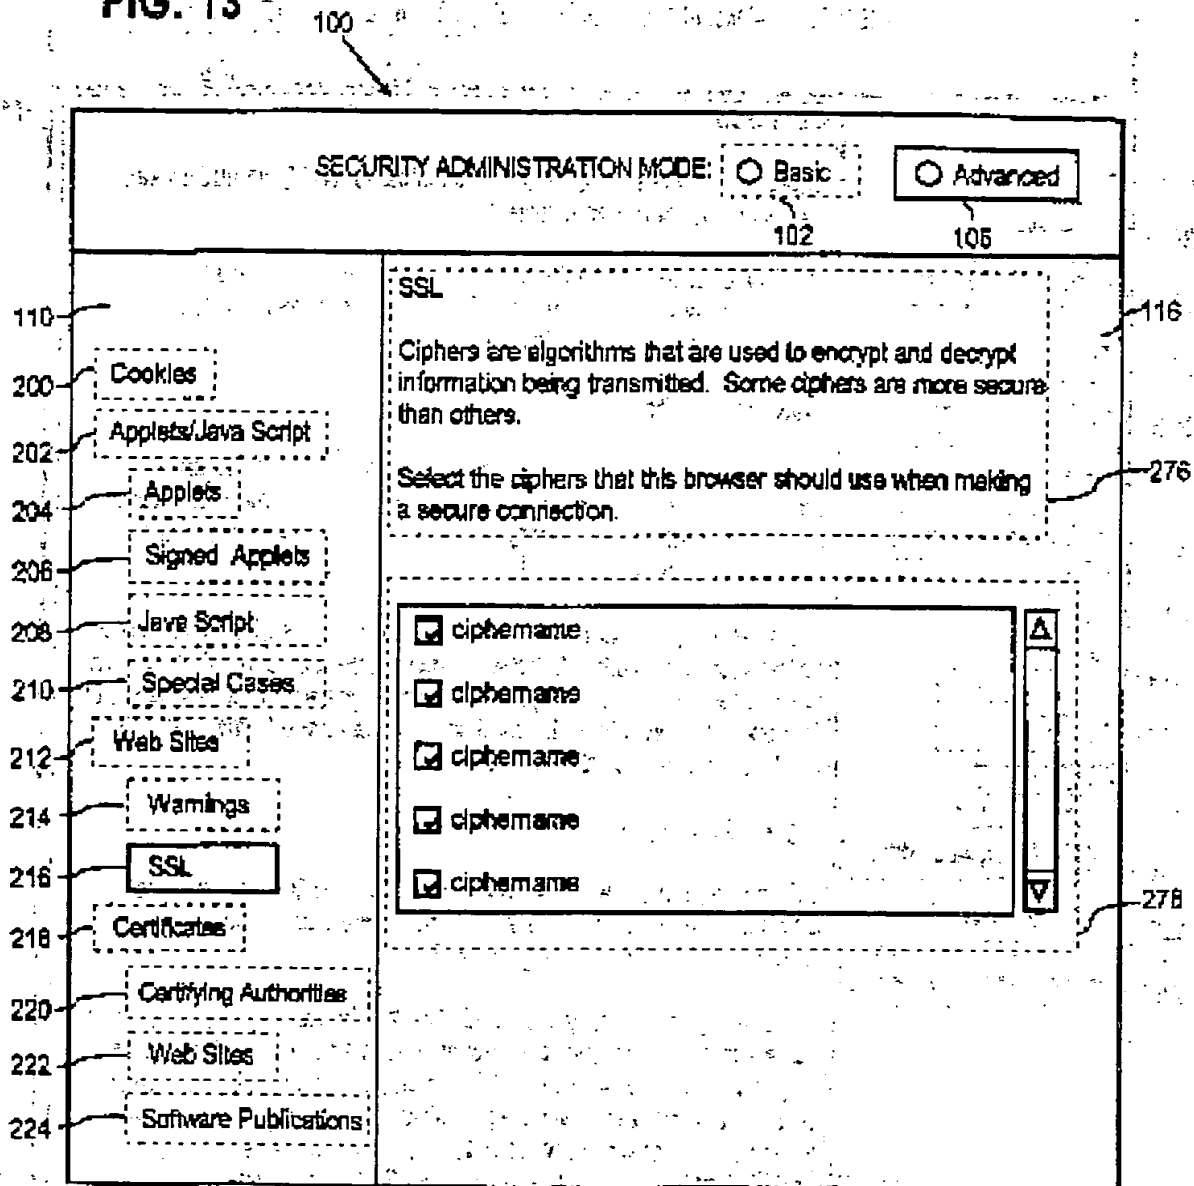 FIG. 13
100
SECURITY ADMINISTRATION MODE:
Basic
Advanced
102
106
110
116
SSL
Ciphers are algorithms that are used to encrypt and decrypt
information being transmitted. Some ciphers are more secure
than others.
Select the ciphers that this browser should use when making
a secure connection.
276
200
Cookies
202
Applets/Java Script
204
Applets
206
Signed Applets
208
Java Script
210
Special Cases
212
Web Sites
214
Warnings
216
SSL
218
Certificates
220
Certifying Authorities
222
Web Sites
224
Software Publications
ciphername
ciphername
ciphername
ciphername
ciphername
278